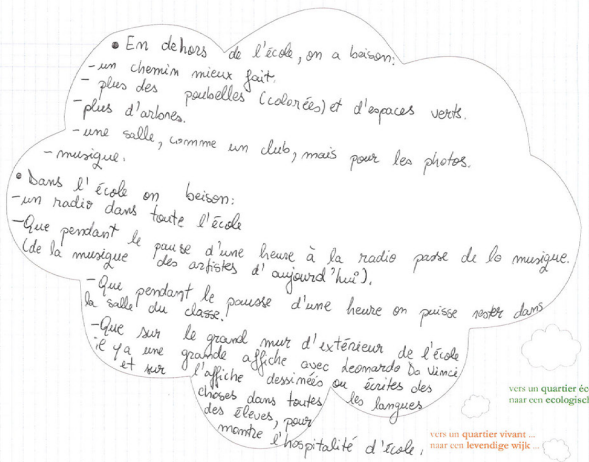 • En dehors de l'école, on a beison:
- un chemin mieux fait.
- plus des poubelles (colorées) et d'espaces verts.
- plus d'arbres.
- une salle, comme un club, mais pour les photos.
- musique.
• Dans l'école on beison:
- un radio dans toute l'école
- Que pendant le pause d'une heure à la radio passe de la musique.
(de la musique des artistes d'aujourd'hui).
- Que pendant le pausse d'une heure on puisse rester dans
la salle du classe.
- Que sur le grand mur d'extérieur de l'école
il y a une grande affiche avec Leonardo Da Vinci
et sur l'affiche dessinées ou écrites des
choses dans toutes les langues
des élèves, pour
montre l'hospitalité d'école.
vers un quartier éc
naar een ecologisch
vers un quartier vivant ...
naar een levendige wijk ...